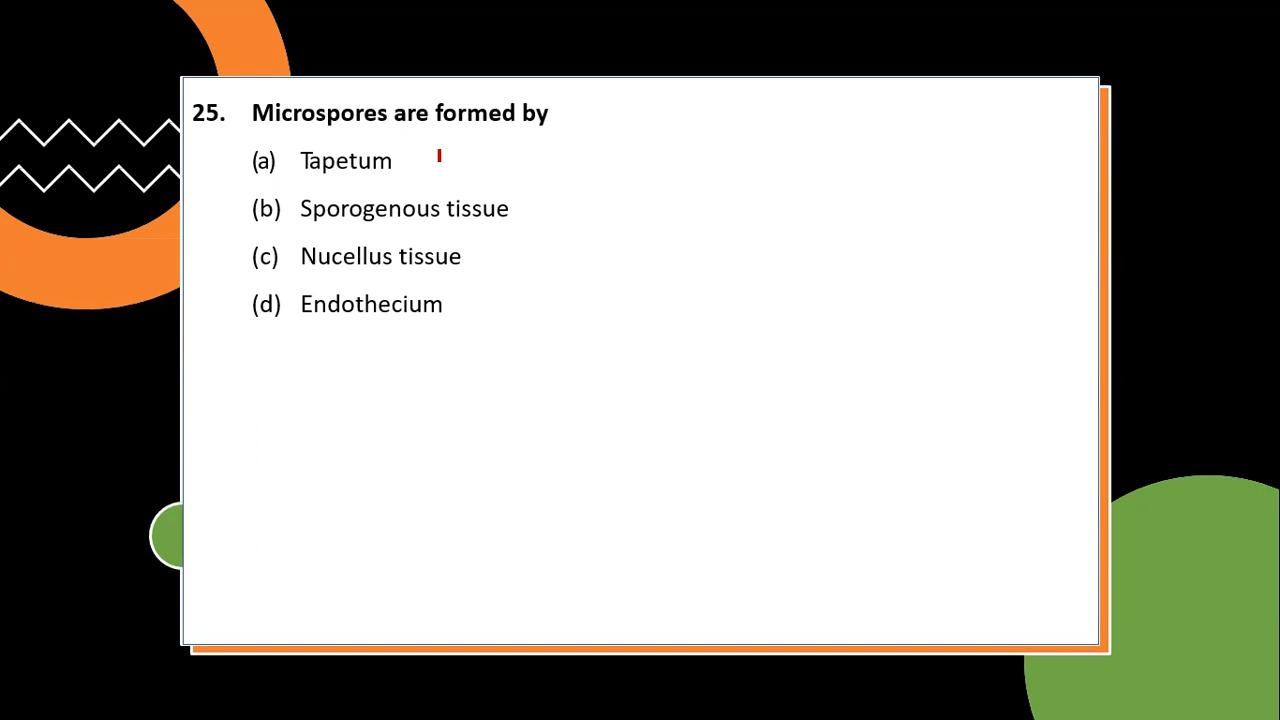 25. Microspores are formed by
(a) Tapetum
(b) Sporogenous tissue
(c) Nucellus tissue
(d) Endothecium